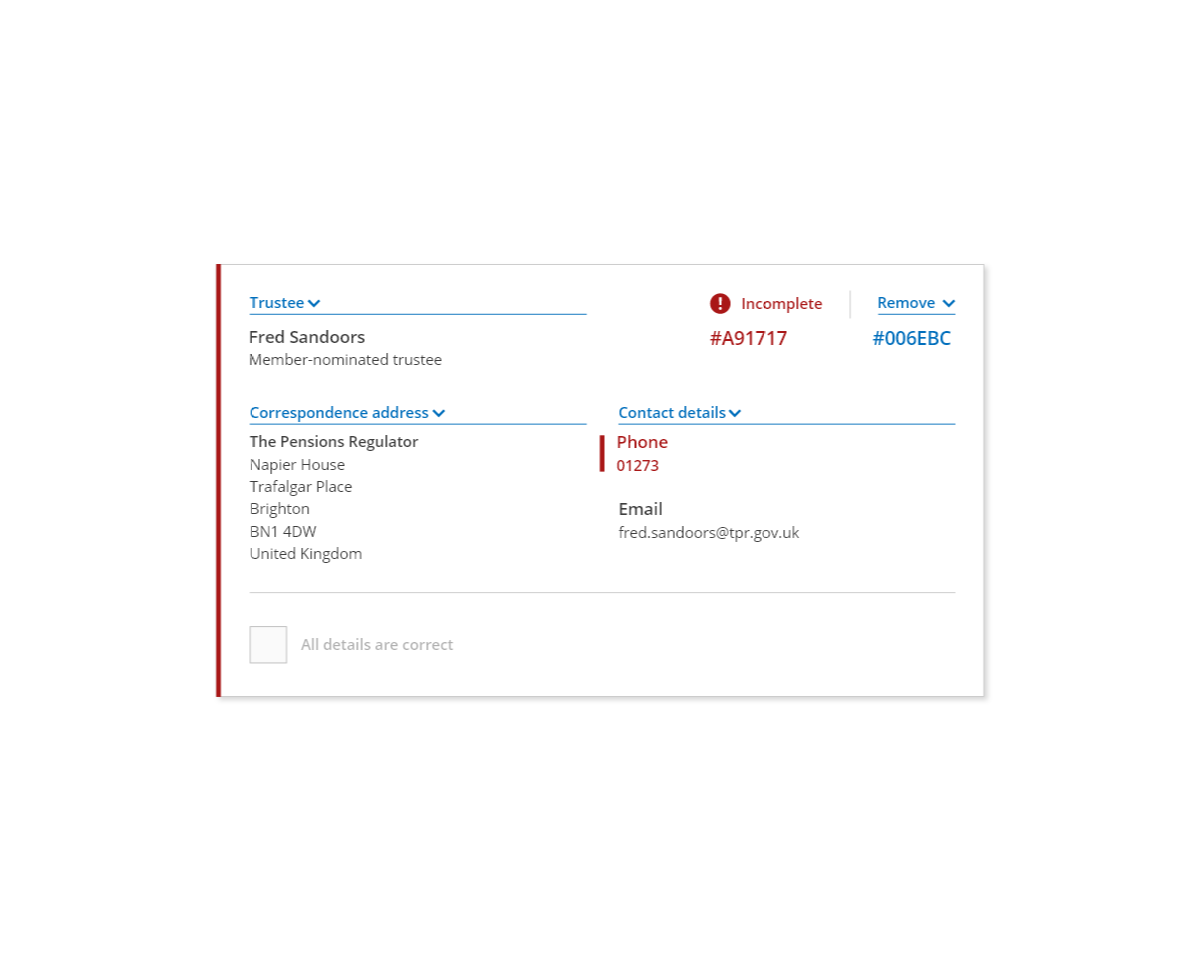 Trustee
Incomplete
Remove
Fred Sandoors
#A91717
#006EBC
Member-nominated trustee
Correspondence address
The Pensions Regulator
Napier House
Trafalgar Place
Brighton
BN1 4DW
United Kingdom
Contact details
Phone
01273
Email
fred.sandoors@tpr.gov.uk
All details are correct